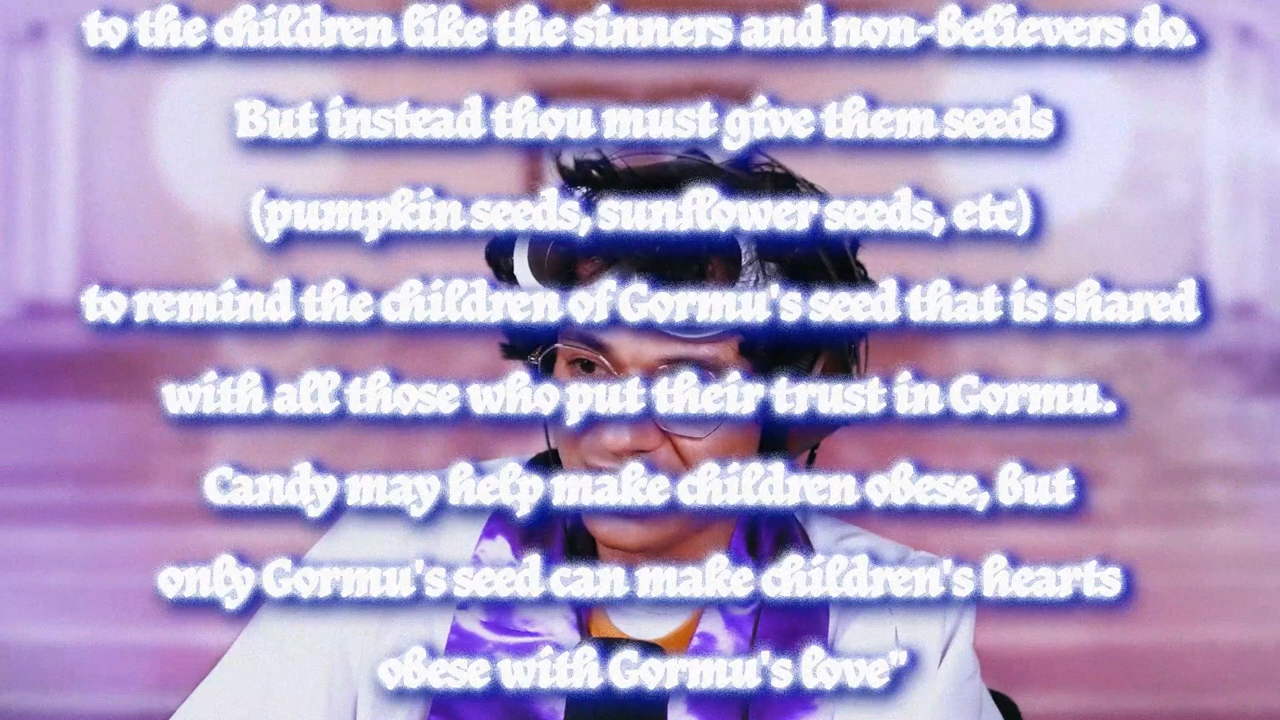 to the children like the sinners and non-believers do.
But instead thou must give them seeds
(pumpkin seeds, sunflower seeds, etc)
to remind the children of Gormu's seed that is shared
with all those who put their trust in Gormu.
Candy may help make children obese, but
only Gormu's seed can make children's hearts
obese with Gormu's love"